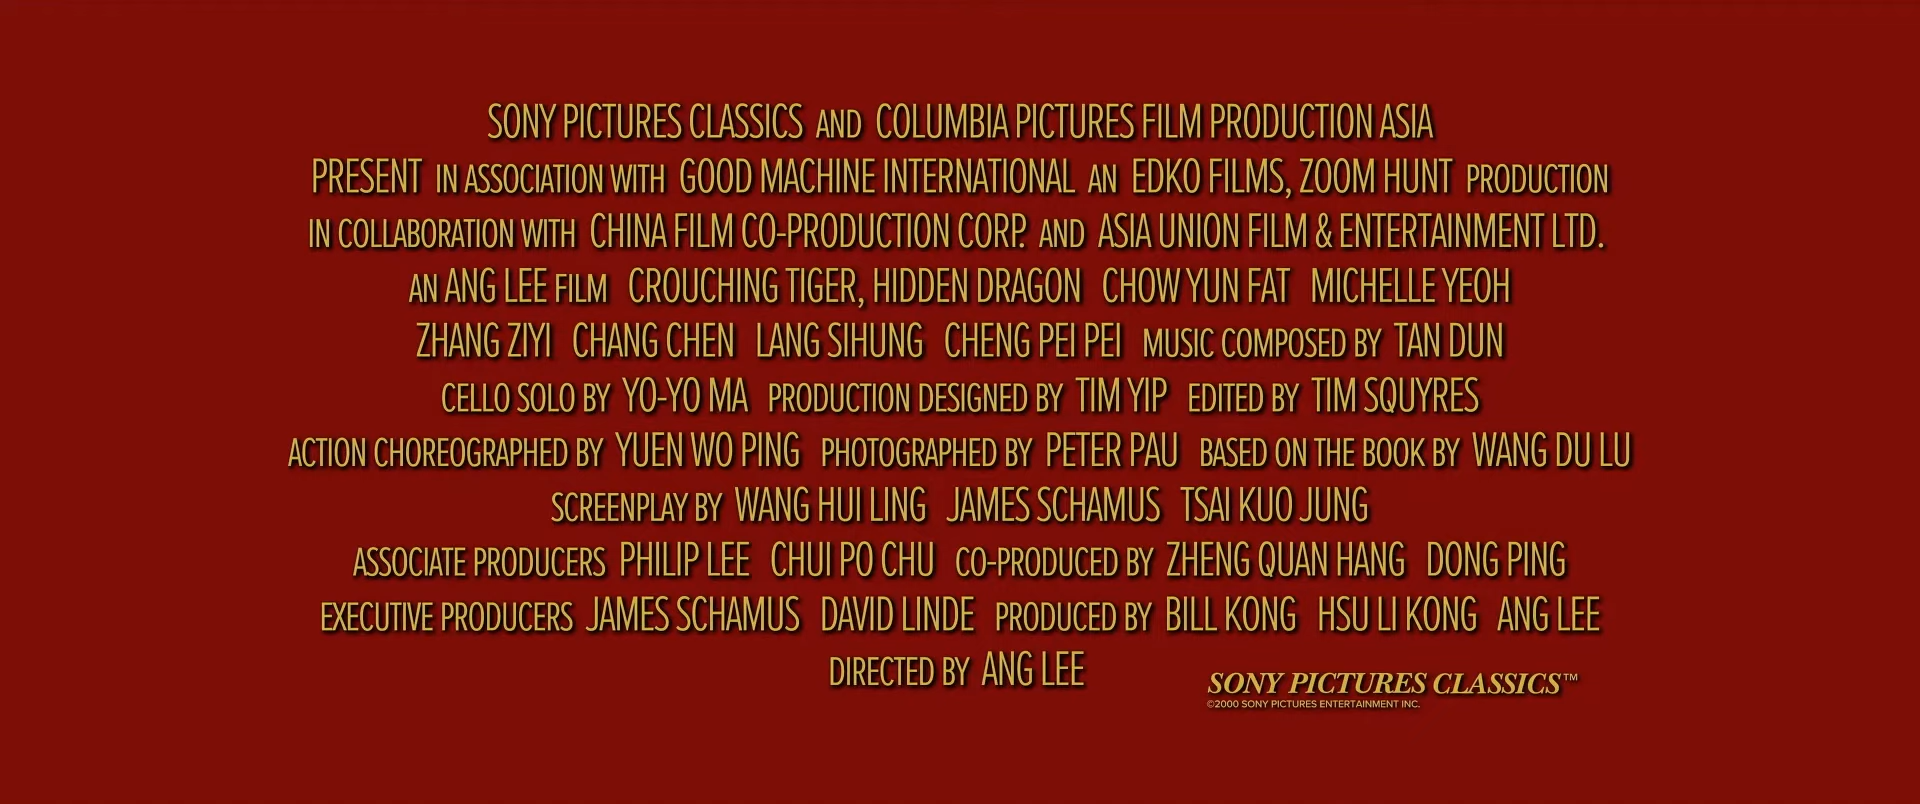 SONY PICTURES CLASSICS AND COLUMBIA PICTURES FILM PRODUCTION ASIA
PRESENT IN ASSOCIATION WITH GOOD MACHINE INTERNATIONAL AN EDKO FILMS, ZOOM HUNT PRODUCTION
IN COLLABORATION WITH CHINA FILM CO-PRODUCTION CORP. AND ASIA UNION FILM & ENTERTAINMENT LTD.
AN ANG LEE FILM CROUCHING TIGER, HIDDEN DRAGON CHOW YUN FAT MICHELLE YEOH
ZHANG ZIYI CHANG CHEN LANG SIHUNG CHENG PEI PEI MUSIC COMPOSED BY TAN DUN
CELLO SOLO BY YO-YO MA PRODUCTION DESIGNED BY TIM YIP EDITED BY TIM SQUYRES
ACTION CHOREOGRAPHED BY YUEN WO PING PHOTOGRAPHED BY PETER PAU BASED ON THE BOOK BY WANG DU LU
SCREENPLAY BY WANG HUI LING JAMES SCHAMUS TSAI KUO JUNG
ASSOCIATE PRODUCERS PHILIP LEE CHUI PO CHU CO-PRODUCED BY ZHENG QUAN HANG DONG PING
EXECUTIVE PRODUCERS JAMES SCHAMUS DAVID LINDE PRODUCED BY BILL KONG HSU LI KONG ANG LEE
DIRECTED BY ANG LEE
SONY PICTURES CLASSICS™
©2000 SONY PICTURES ENTERTAINMENT INC.